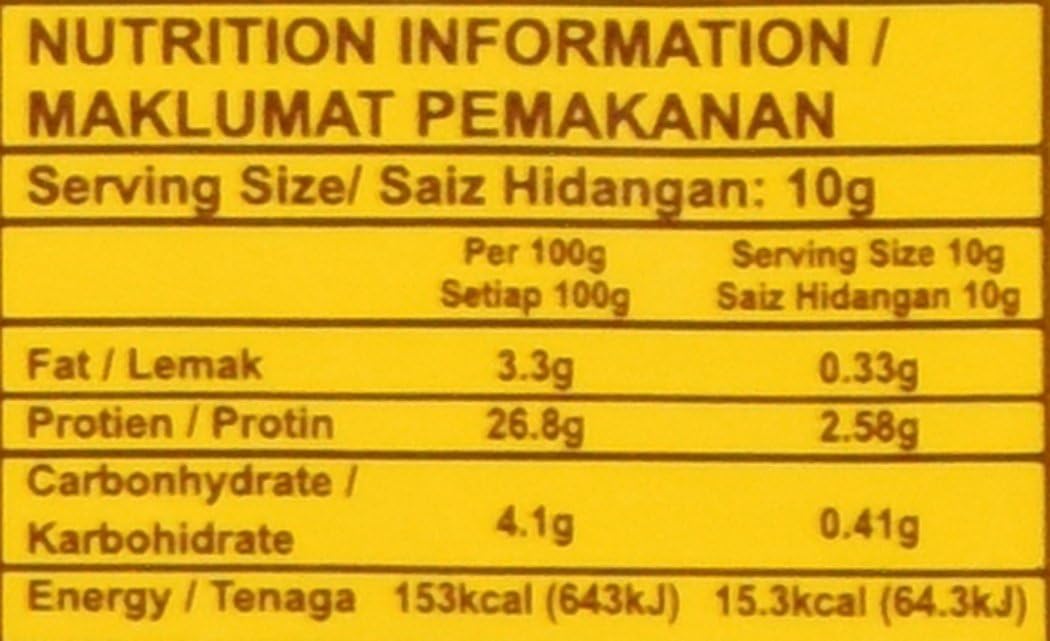 NUTRITION INFORMATION /
MAKLUMAT PEMAKANAN
Serving Size/ Saiz Hidangan: 10g
Per 100g Serving Size 10g
Setiap 100g Saiz Hidangan 10g
Fat / Lemak 3.3g 0.33g
Protien / Protin 26.8g 2.58g
Carbonhydrate /
Karbohidrate 4.1g 0.41g
Energy / Tenaga 153kcal (643kJ) 15.3kcal (64.3kJ)